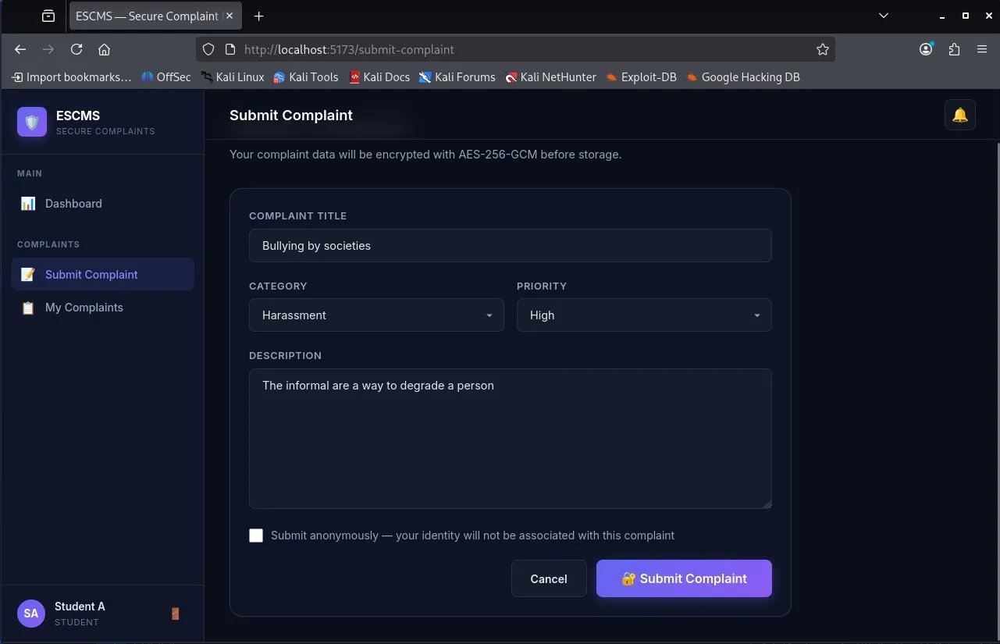 ESCMS — Secure Complaint
http://localhost:5173/submit-complaint
Import bookmarks... OffSec Kali Linux Kali Tools Kali Docs Kali Forums Kali NetHunter Exploit-DB Google Hacking DB
ESCMS
SECURE COMPLAINTS
MAIN
Dashboard
COMPLAINTS
Submit Complaint
My Complaints
SA
Student A
STUDENT
Submit Complaint
Your complaint data will be encrypted with AES-256-GCM before storage.
COMPLAINT TITLE
Bullying by societies
CATEGORY PRIORITY
Harassment High
DESCRIPTION
The informal are a way to degrade a person
Submit anonymously — your identity will not be associated with this complaint
Cancel Submit Complaint